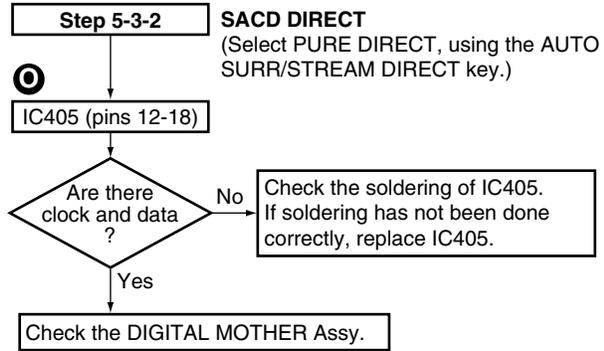 Step 5-3-2
SACD DIRECT
(Select PURE DIRECT, using the AUTO
SURR/STREAM DIRECT key.)
O
IC405 (pins 12-18)
Are there
clock and data
?
No
Check the soldering of IC405.
If soldering has not been done
correctly, replace IC405.
Yes
Check the DIGITAL MOTHER Assy.